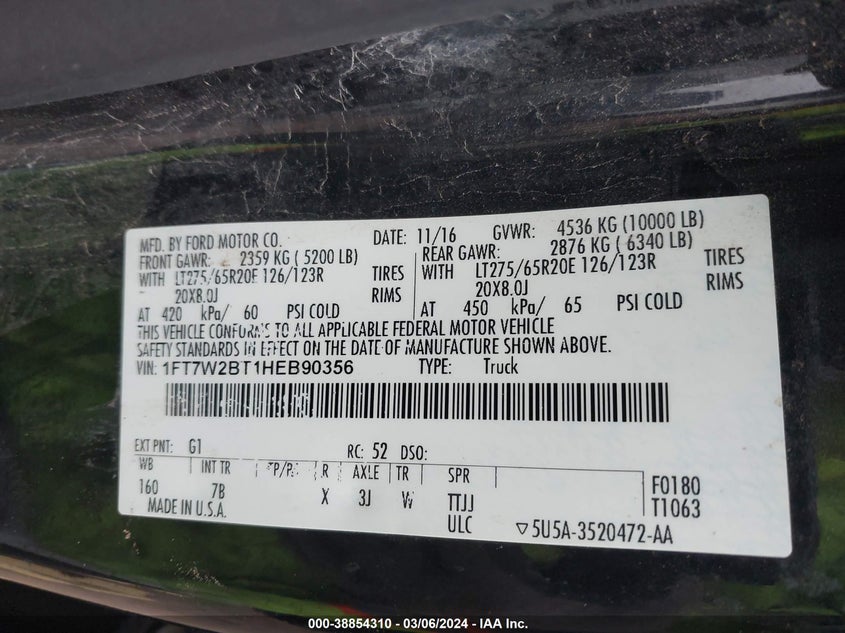 MFD. BY FORD MOTOR CO. DATE: 11/16 GVWR: 4536 KG (10000 LB)
FRONT GAWR: 2359 KG ( 5200 LB) REAR GAWR: 2876 KG ( 6340 LB)
WITH LT275/65R20E 126/123R TIRES WITH LT275/65R20E 126/123R TIRES
20X8.0J RIMS 20X8.0J RIMS
AT 420 kPa/ 60 PSI COLD AT 450 kPa/ 65 PSI COLD
THIS VEHICLE CONFORMS TO ALL APPLICABLE FEDERAL MOTOR VEHICLE
SAFETY STANDARDS IN EFFECT ON THE DATE OF MANUFACTURE SHOWN ABOVE.
VIN: 1FT7W2BT1HEB90356 TYPE: Truck
EXT PNT: G1 RC: 52 DSO:
WB INT TR TP/PS R AXLE TR SPR
160 7B X 3J W TTJJ F0180
MADE IN U.S.A. ULC T1063
▽5U5A-3520472-AA
000-38854310 - 03/06/2024 - IAA Inc.